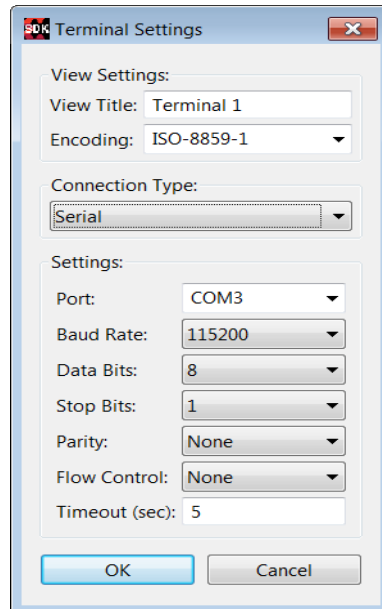 SDK Terminal Settings
View Settings:
View Title: Terminal 1
Encoding: ISO-8859-1
Connection Type:
Serial
Settings:
Port: COM3
Baud Rate: 115200
Data Bits: 8
Stop Bits: 1
Parity: None
Flow Control: None
Timeout (sec): 5
OK Cancel